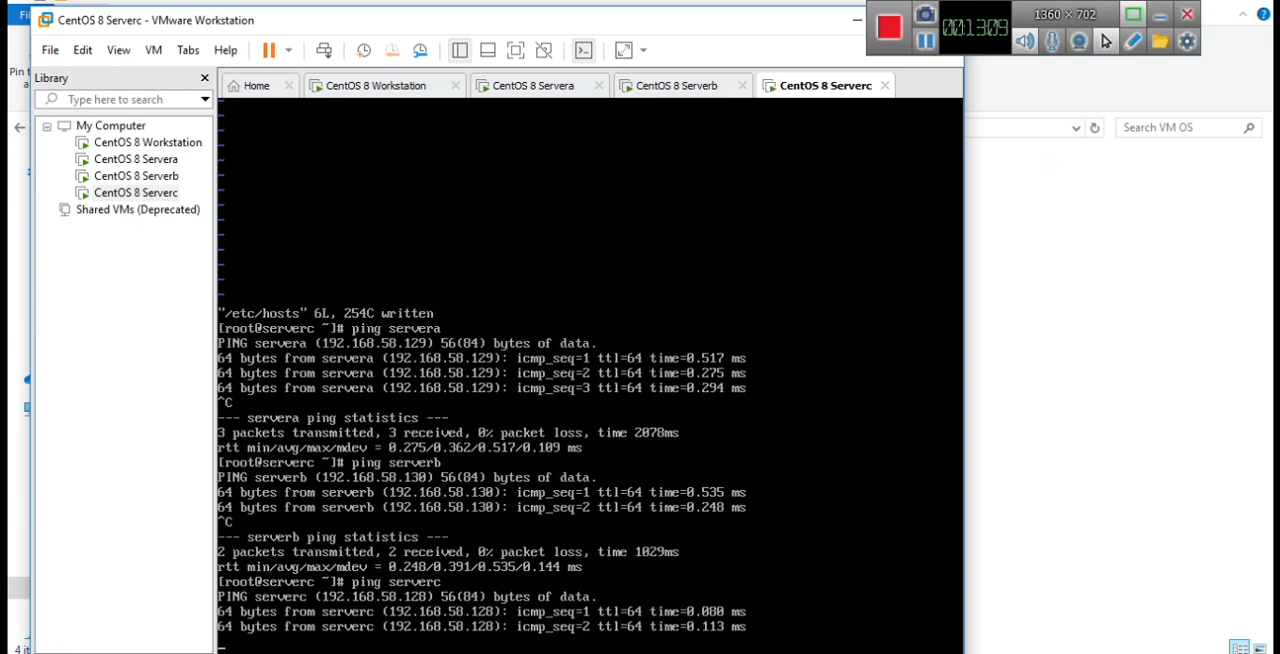 Fi
CentOS 8 Serverc - VMware Workstation
1360 × 702
00:13:09
File Edit View VM Tabs Help
Pin t
a
Library
Home
CentOS 8 Workstation
CentOS 8 Servera
CentOS 8 Serverb
CentOS 8 Serverc
Type here to search
My Computer
CentOS 8 Workstation
CentOS 8 Servera
CentOS 8 Serverb
CentOS 8 Serverc
Shared VMs (Deprecated)
Search VM OS
~
~
~
~
~
~
~
~
~
~
~
~
~
~
"/etc/hosts" 6L, 254C written
[root@serverc ~]# ping servera
PING servera (192.168.58.129) 56(84) bytes of data.
64 bytes from servera (192.168.58.129): icmp_seq=1 ttl=64 time=0.517 ms
64 bytes from servera (192.168.58.129): icmp_seq=2 ttl=64 time=0.275 ms
64 bytes from servera (192.168.58.129): icmp_seq=3 ttl=64 time=0.294 ms
^C
--- servera ping statistics ---
3 packets transmitted, 3 received, 0% packet loss, time 2078ms
rtt min/avg/max/mdev = 0.275/0.362/0.517/0.109 ms
[root@serverc ~]# ping serverb
PING serverb (192.168.58.130) 56(84) bytes of data.
64 bytes from serverb (192.168.58.130): icmp_seq=1 ttl=64 time=0.535 ms
64 bytes from serverb (192.168.58.130): icmp_seq=2 ttl=64 time=0.248 ms
^C
--- serverb ping statistics ---
2 packets transmitted, 2 received, 0% packet loss, time 1029ms
rtt min/avg/max/mdev = 0.248/0.391/0.535/0.144 ms
[root@serverc ~]# ping serverc
PING serverc (192.168.58.128) 56(84) bytes of data.
64 bytes from serverc (192.168.58.128): icmp_seq=1 ttl=64 time=0.080 ms
64 bytes from serverc (192.168.58.128): icmp_seq=2 ttl=64 time=0.113 ms
4 it